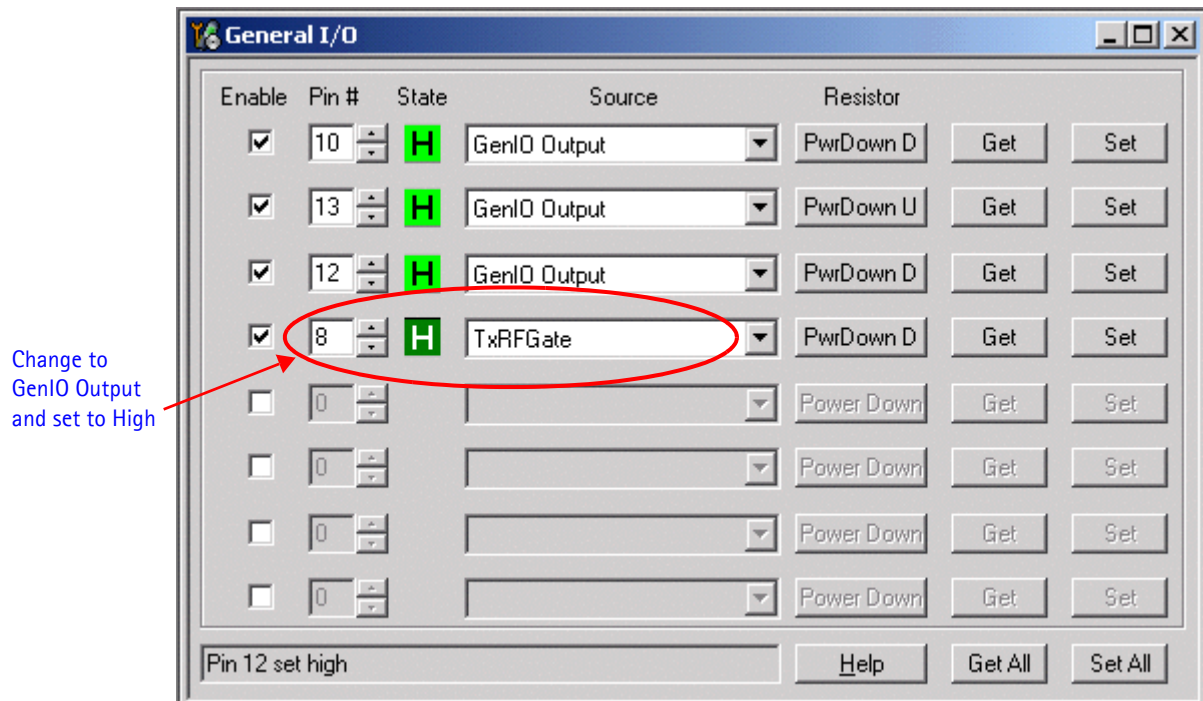 General I/O
Enable Pin # State Source Resistor
10 H GenIO Output PwrDown D Get Set
13 H GenIO Output PwrDown U Get Set
12 H GenIO Output PwrDown D Get Set
8 H TxRFGate PwrDown D Get Set
Change to
GenIO Output
and set to High
0 Power Down Get Set
0 Power Down Get Set
0 Power Down Get Set
0 Power Down Get Set
Pin 12 set high Help Get All Set All